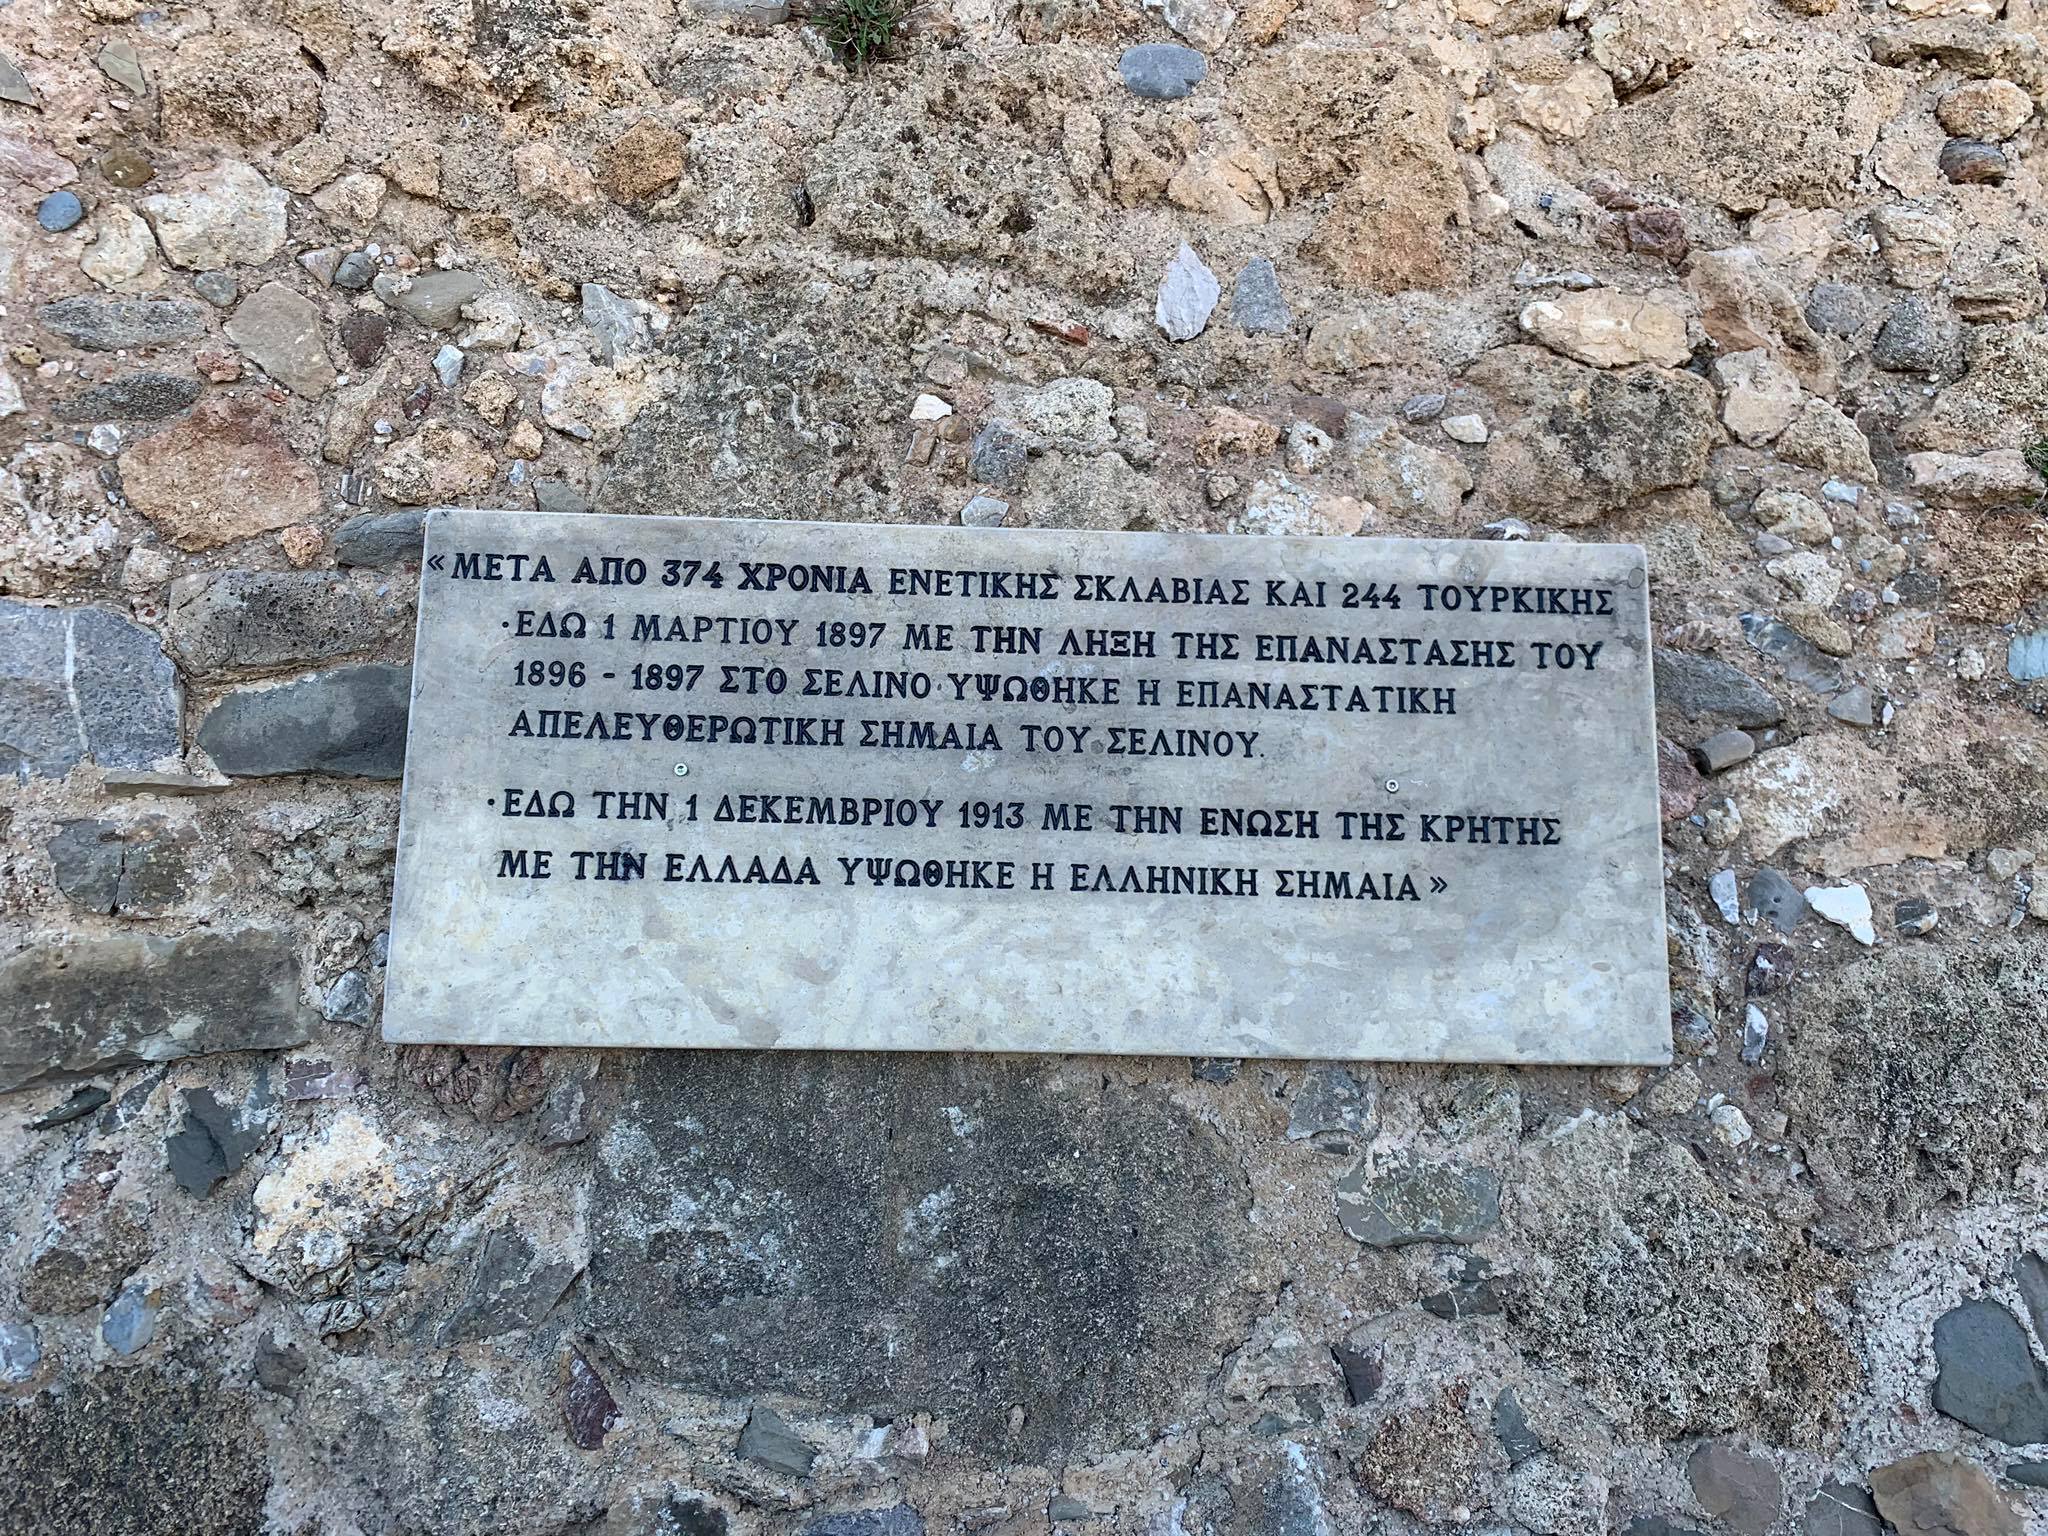 «ΜΕΤΑ ΑΠΟ 374 ΧΡΟΝΙΑ ΕΝΕΤΙΚΗΣ ΣΚΛΑΒΙΑΣ ΚΑΙ 244 ΤΟΥΡΚΙΚΗΣ
·ΕΔΩ 1 ΜΑΡΤΙΟΥ 1897 ΜΕ ΤΗΝ ΛΗΞΗ ΤΗΣ ΕΠΑΝΑΣΤΑΣΗΣ ΤΟΥ
1896 - 1897 ΣΤΟ ΣΕΛΙΝΟ·ΥΨΩΘΗΚΕ Η ΕΠΑΝΑΣΤΑΤΙΚΗ
ΑΠΕΛΕΥΘΕΡΩΤΙΚΗ ΣΗΜΑΙΑ ΤΟΥ ΣΕΛΙΝΟΥ.
·ΕΔΩ ΤΗΝ 1 ΔΕΚΕΜΒΡΙΟΥ 1913 ΜΕ ΤΗΝ ΕΝΩΣΗ ΤΗΣ ΚΡΗΤΗΣ
ΜΕ ΤΗΝ ΕΛΛΑΔΑ ΥΨΩΘΗΚΕ Η ΕΛΛΗΝΙΚΗ ΣΗΜΑΙΑ»